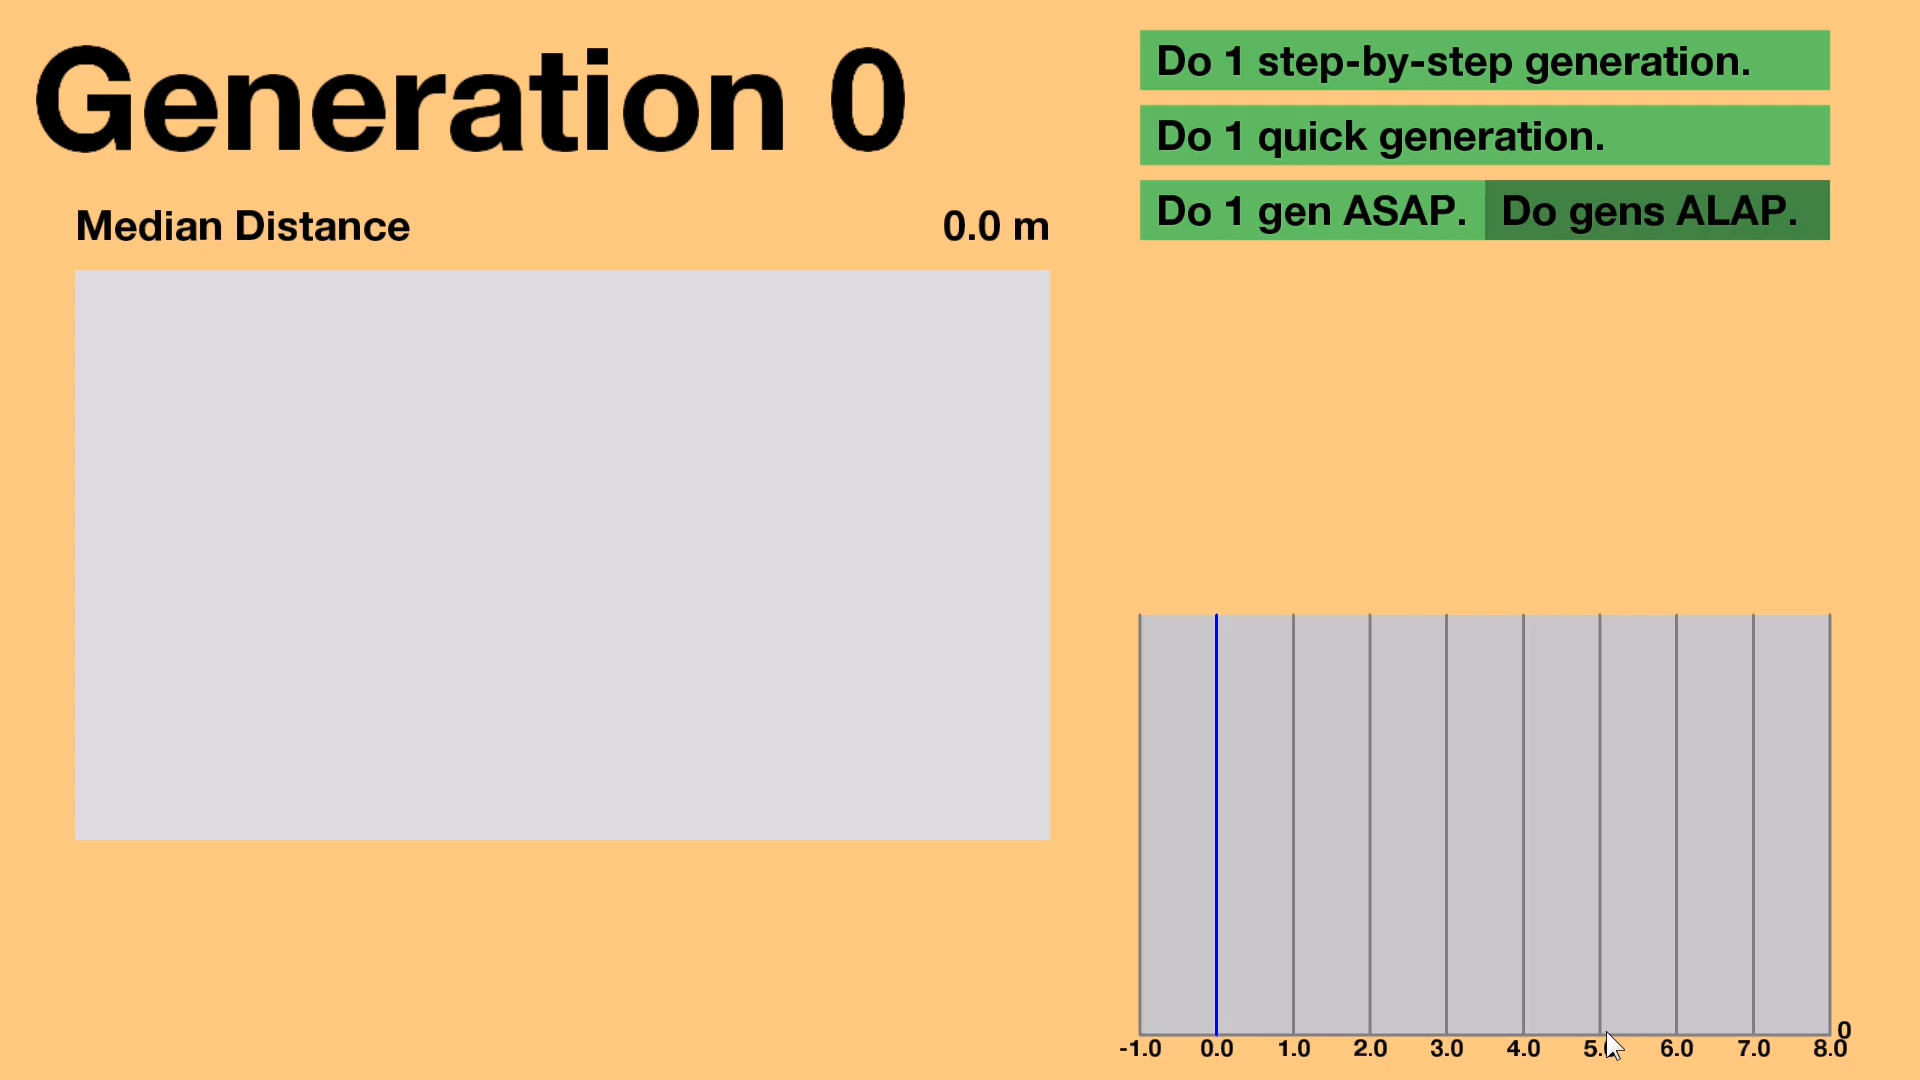 Generation 0
Do 1 step-by-step generation.
Do 1 quick generation.
Do 1 gen ASAP. Do gens ALAP.
Median Distance 0.0 m
0
-1.0 0.0 1.0 2.0 3.0 4.0 6.0 7.0 8.0